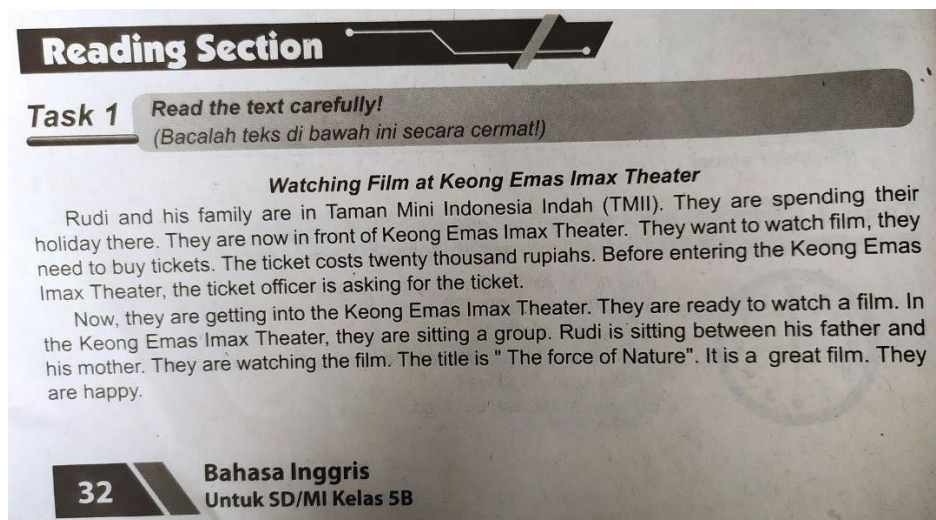 Reading Section
Task 1
Read the text carefully!
(Bacalah teks di bawah ini secara cermat!)
Watching Film at Keong Emas Imax Theater
Rudi and his family are in Taman Mini Indonesia Indah (TMII). They are spending their
holiday there. They are now in front of Keong Emas Imax Theater. They want to watch film, they
need to buy tickets. The ticket costs twenty thousand rupiahs. Before entering the Keong Emas
Imax Theater, the ticket officer is asking for the ticket.
Now, they are getting into the Keong Emas Imax Theater. They are ready to watch a film. In
the Keong Emas Imax Theater, they are sitting a group. Rudi is sitting between his father and
his mother. They are watching the film. The title is " The force of Nature". It is a great film. They
are happy.
32
Bahasa Inggris
Untuk SD/MI Kelas 5B